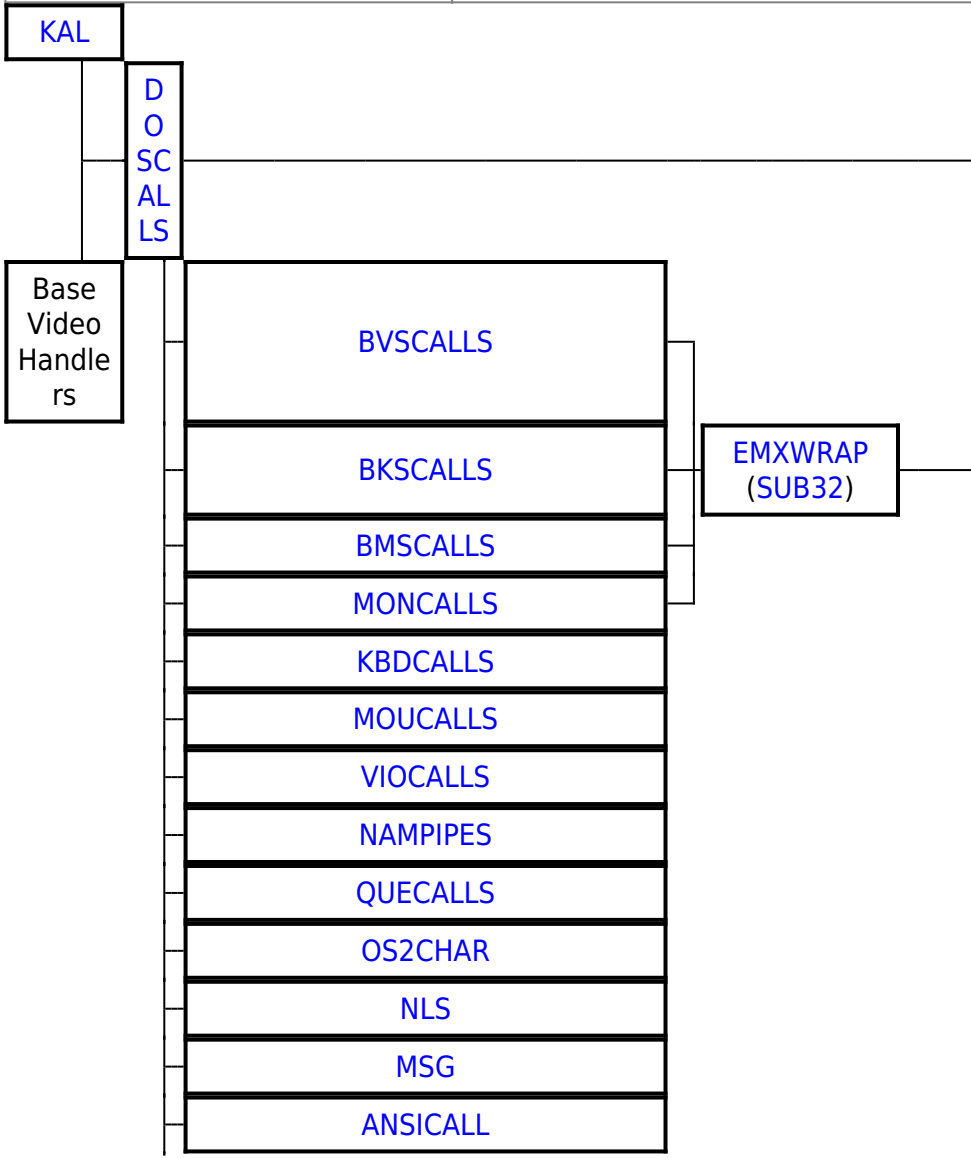 KAL
D
O
SC
AL
LS
Base
Video
Handle
rs
BVSCALLS
BKSCALLS
EMXWRAP
(SUB32)
BMSCALLS
MONCALLS
KBDCALLS
MOUCALLS
VIOCALLS
NAMPIPES
QUECALLS
OS2CHAR
NLS
MSG
ANSICALL